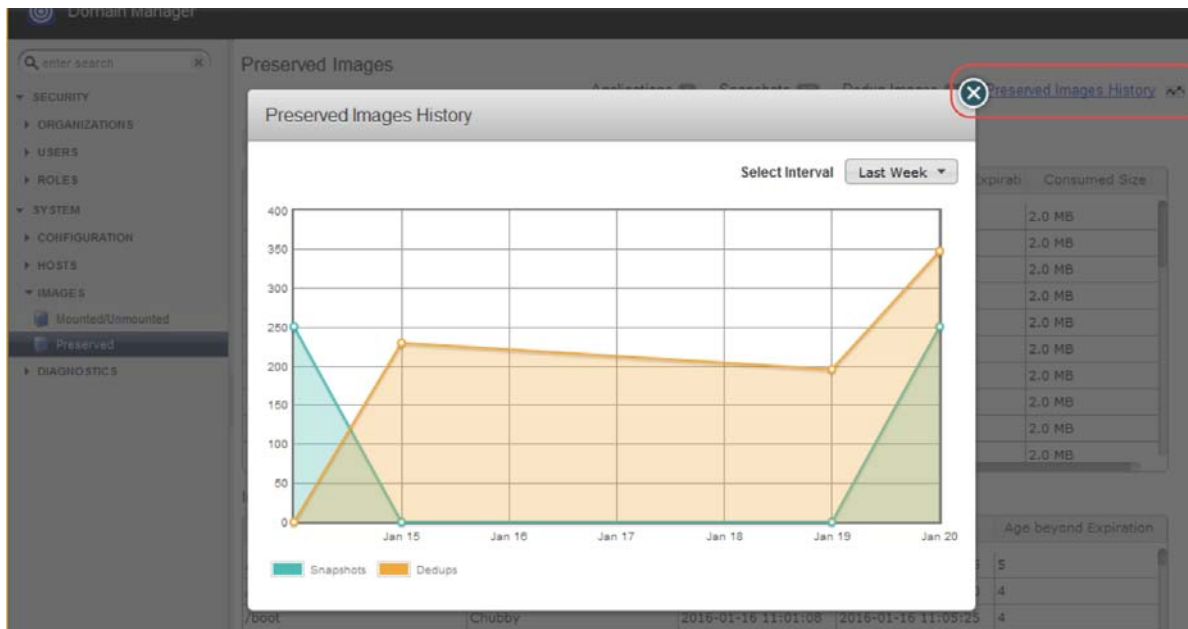 Domain Manager
enter search
Preserved Images
Preserved Images History
SECURITY
ORGANIZATIONS
USERS
ROLES
SYSTEM
CONFIGURATION
HOSTS
IMAGES
Mounted/Unmounted
Preserved
DIAGNOSTICS
Preserved Images History
Select Interval Last Week
400
350
300
250
200
150
100
50
0
Jan 15 Jan 16 Jan 17 Jan 18 Jan 19 Jan 20
Snapshots Dedups
Consumed Size
2.0 MB
2.0 MB
2.0 MB
2.0 MB
2.0 MB
2.0 MB
2.0 MB
2.0 MB
2.0 MB
2.0 MB
Age beyond Expiration
5
4
/boot Chubby 2016-01-16 11:01:08 2016-01-16 11:05:25 4